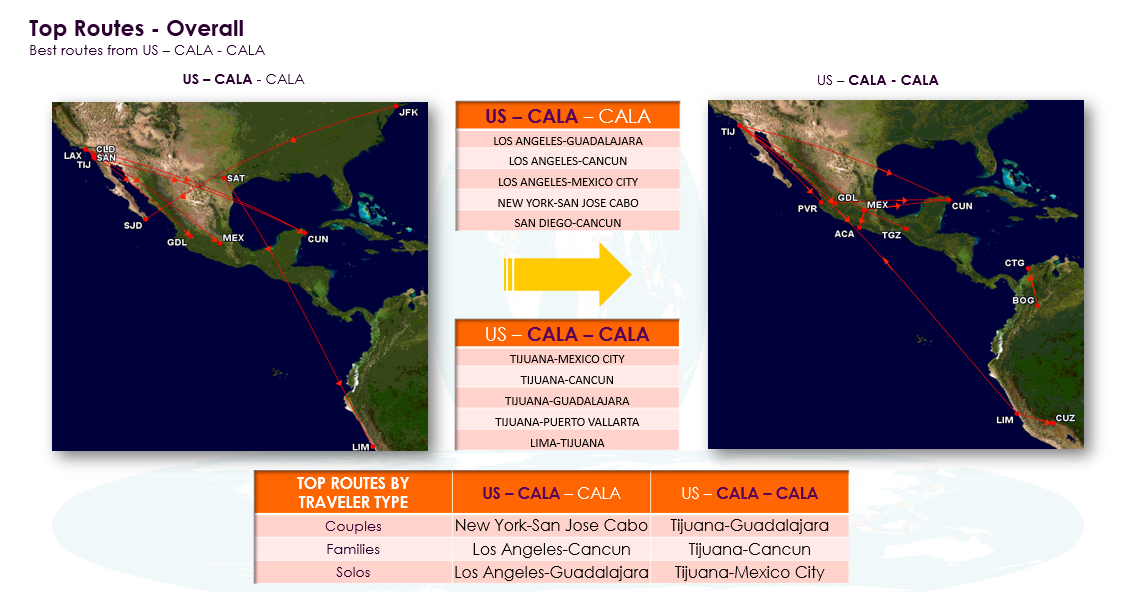 Top Routes - Overall
Best routes from US – CALA - CALA
US – CALA - CALA
JFK
CLD
LAX
SAN
TIJ
SAT
SJD
GDL
MEX
CUN
LIM
US – CALA – CALA
LOS ANGELES-GUADALAJARA
LOS ANGELES-CANCUN
LOS ANGELES-MEXICO CITY
NEW YORK-SAN JOSE CABO
SAN DIEGO-CANCUN
US – CALA – CALA
TIJUANA-MEXICO CITY
TIJUANA-CANCUN
TIJUANA-GUADALAJARA
TIJUANA-PUERTO VALLARTA
LIMA-TIJUANA
US – CALA - CALA
TIJ
GDL
PVR
MEX
CUN
ACA
TGZ
CTG
BOG
LIM
CUZ
TOP ROUTES BY
TRAVELER TYPE
US – CALA – CALA
US – CALA – CALA
Couples
New York-San Jose Cabo
Tijuana-Guadalajara
Families
Los Angeles-Cancun
Tijuana-Cancun
Solos
Los Angeles-Guadalajara
Tijuana-Mexico City